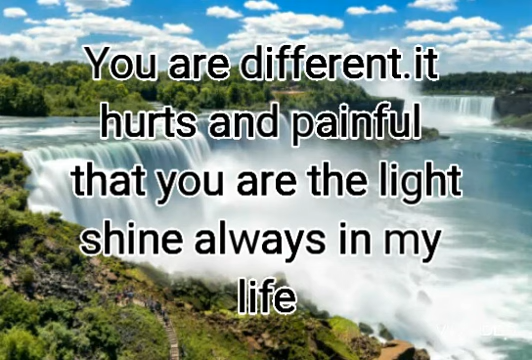 You are different.it
hurts and painful
that you are the light
shine always in my
life